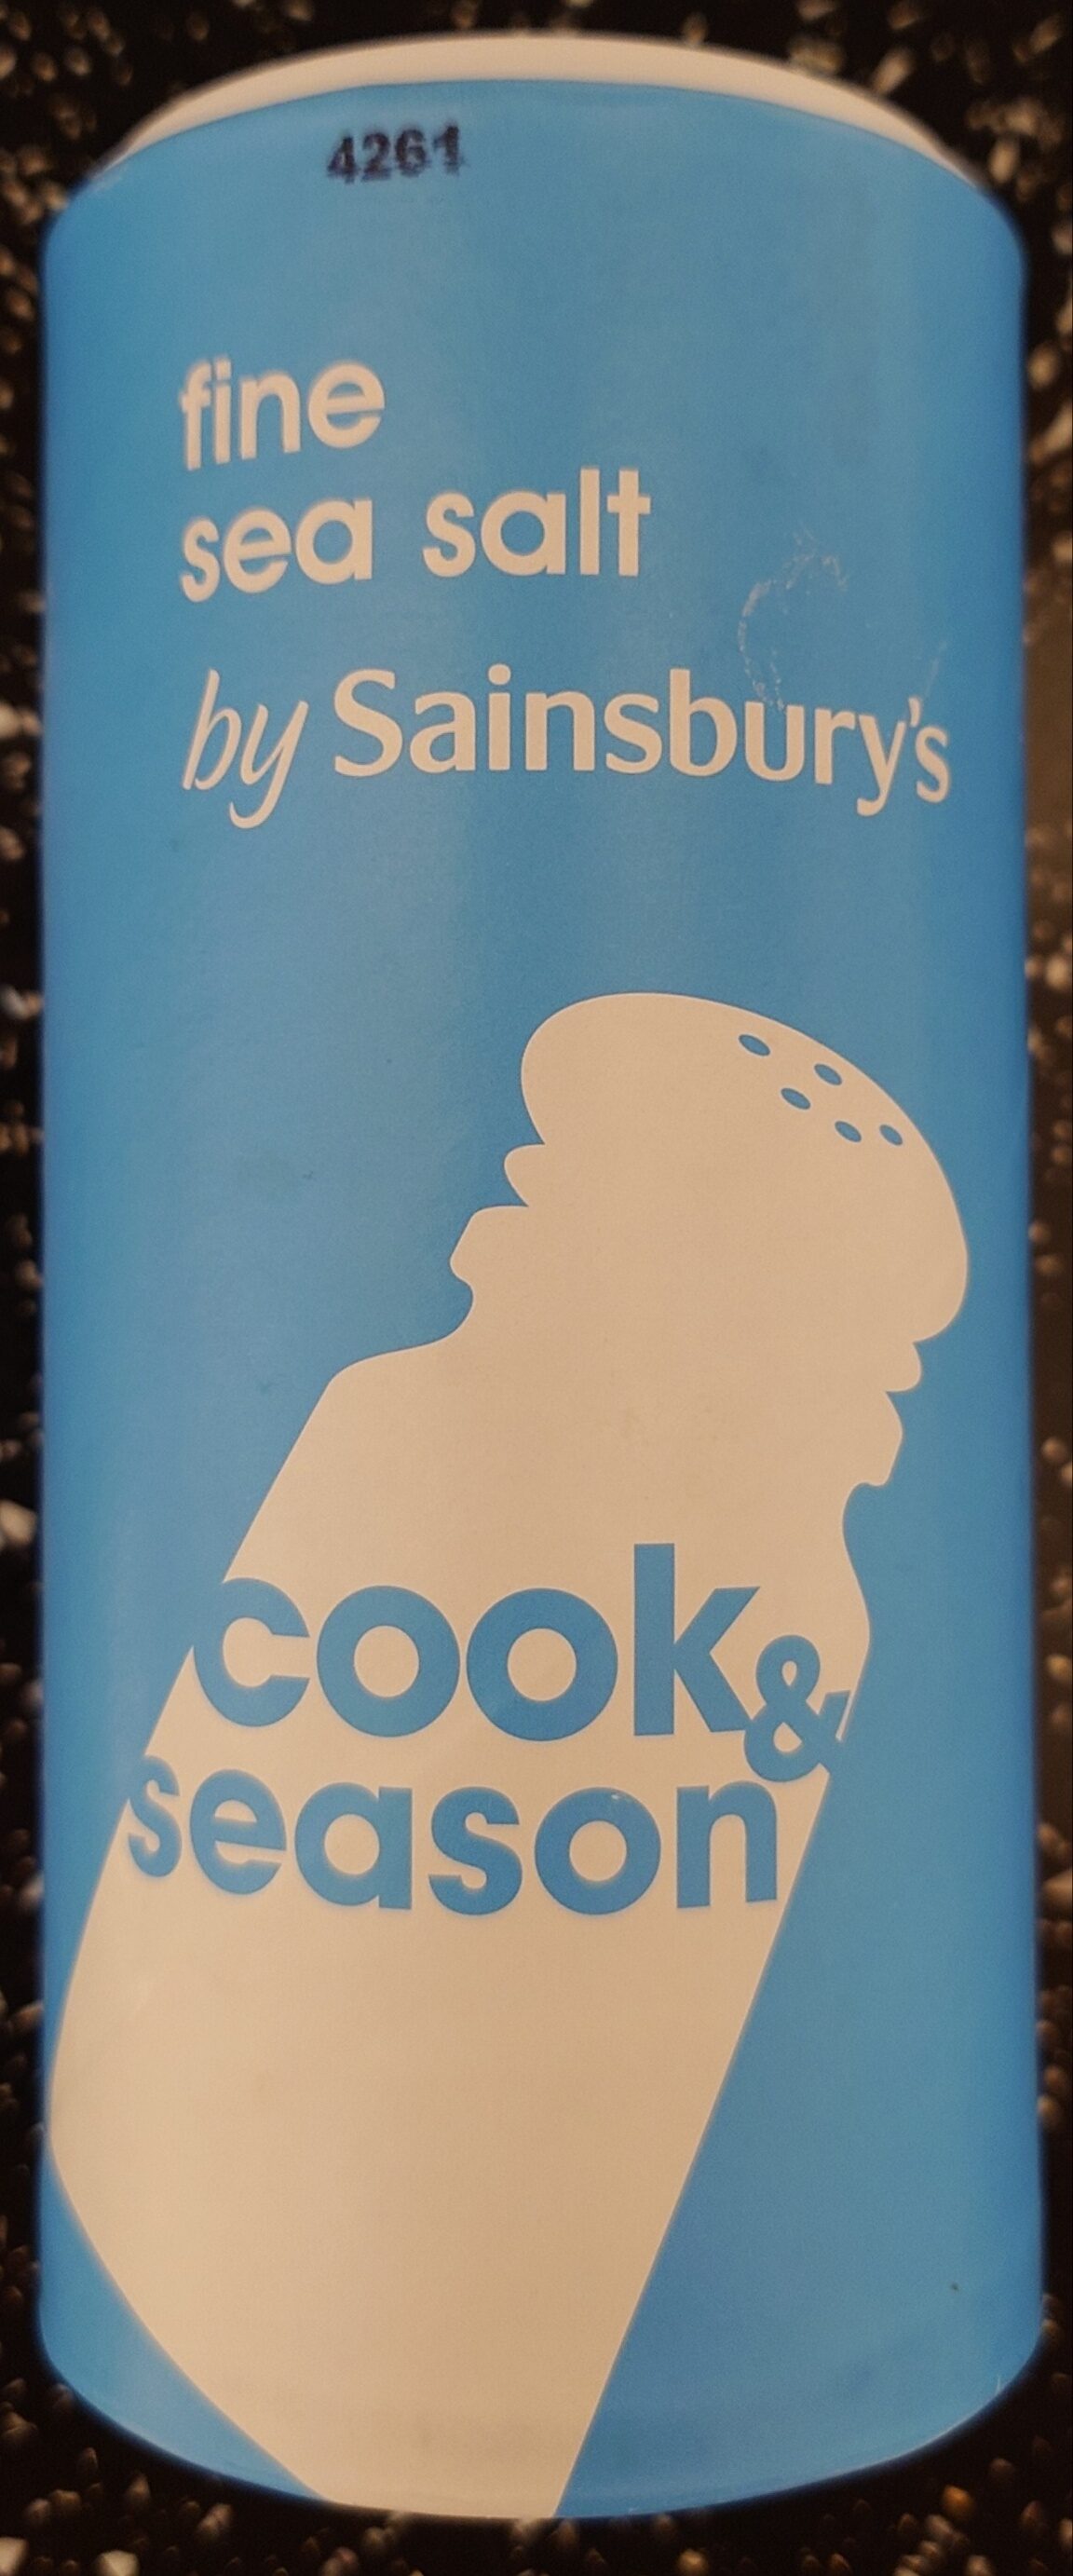 4261
fine
sea salt
by Sainsbury's
cook&
season